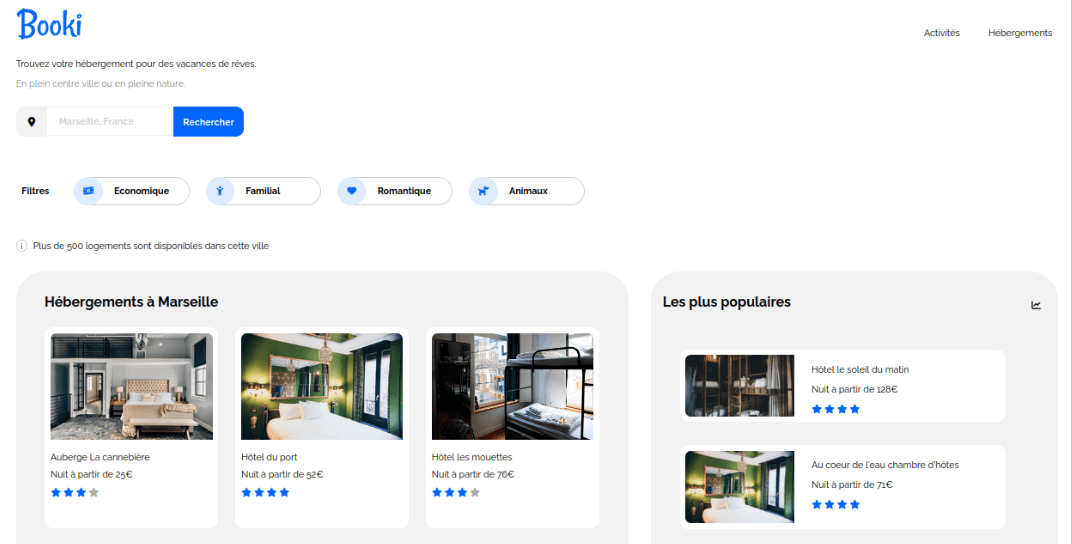 Booki
Activités
Hébergements
Trouvez votre hébergement pour des vacances de rêves.
En plein centre ville ou en pleine nature.
Marseille, France
Rechercher
Filtres
Economique
Familial
Romantique
Animaux
Plus de 500 logements sont disponibles dans cette ville
Hébergements à Marseille
Auberge La cannebière
Nuit à partir de 25€
Hôtel du port
Nuit à partir de 52€
Hôtel les mouettes
Nuit à partir de 76€
Les plus populaires
Hôtel le soleil du matin
Nuit à partir de 128€
Au coeur de l'eau chambre d'hôtes
Nuit à partir de 71€